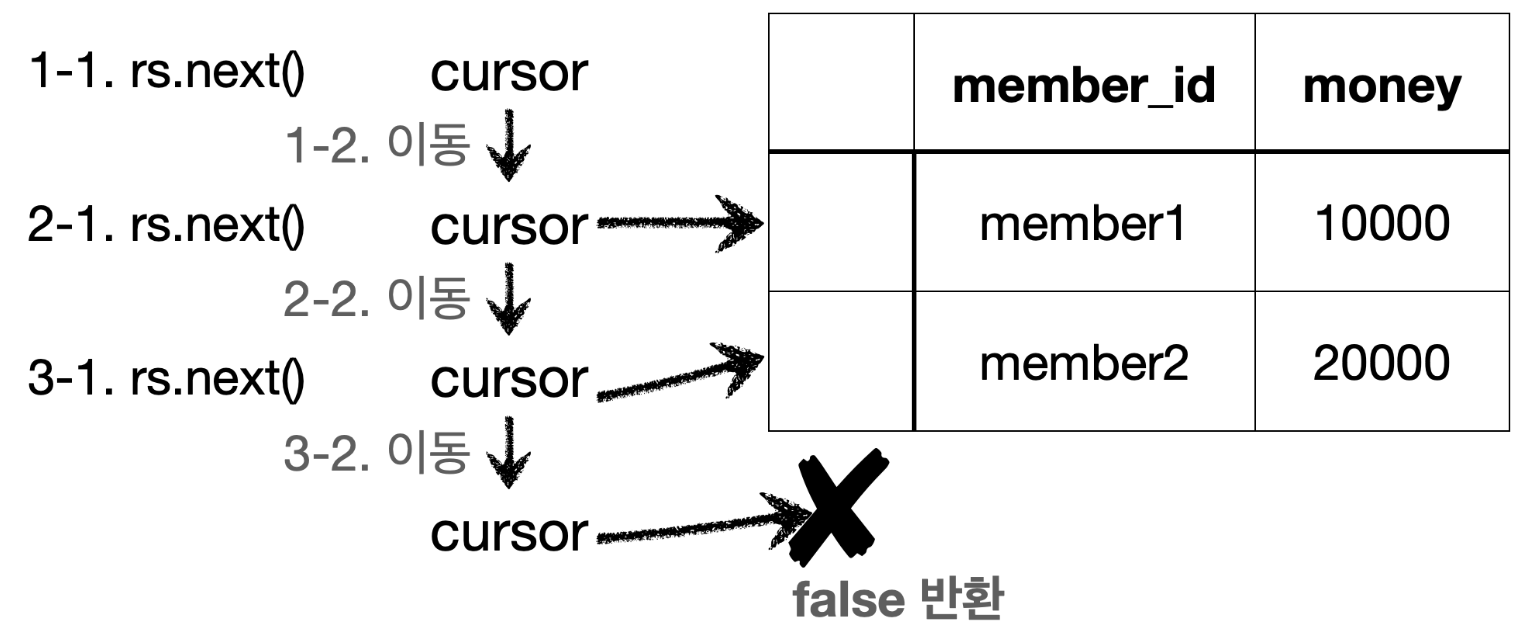 1-1. rs.next() cursor
1-2. 이동
2-1. rs.next() cursor
2-2. 이동
3-1. rs.next() cursor
3-2. 이동
cursor
member_id money
member1 10000
member2 20000
false 반환